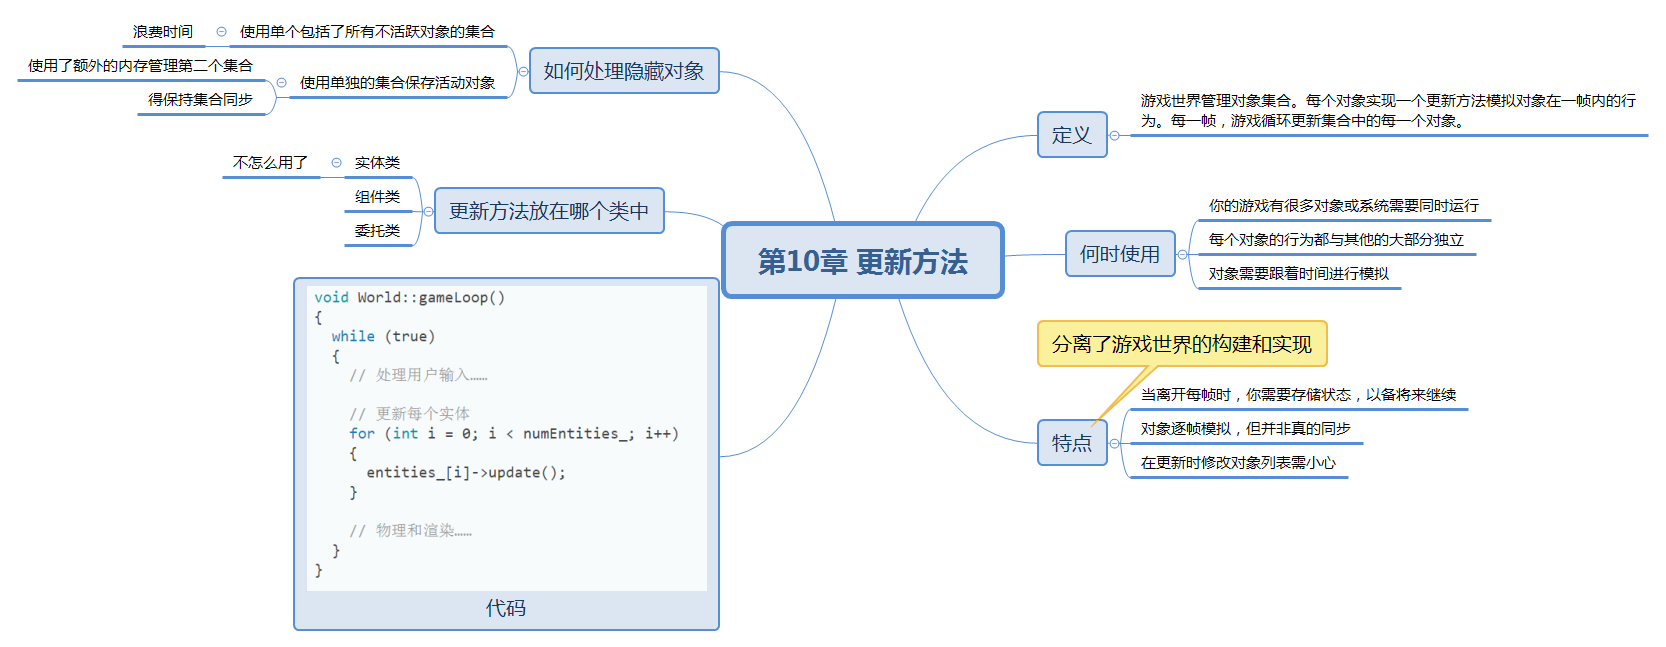 第10章 更新方法
定义
游戏世界管理对象集合。每个对象实现一个更新方法模拟对象在一帧内的行
为。每一帧，游戏循环更新集合中的每一个对象。
何时使用
你的游戏有很多对象或系统需要同时运行
每个对象的行为都与其他的大部分独立
对象需要跟着时间进行模拟
分离了游戏世界的构建和实现
特点
当离开每帧时，你需要存储状态，以备将来继续
对象逐帧模拟，但并非真的同步
在更新时修改对象列表需小心
如何处理隐藏对象
使用单个包括了所有不活跃对象的集合
浪费时间
使用单独的集合保存活动对象
使用了额外的内存管理第二个集合
得保持集合同步
更新方法放在哪个类中
实体类
不怎么用了
组件类
委托类
void World::gameLoop()
{
while (true)
{
// 处理用户输入……
// 更新每个实体
for (int i = 0; i < numEntities_; i++)
{
entities_[i]->update();
}
// 物理和渲染……
}
}
代码